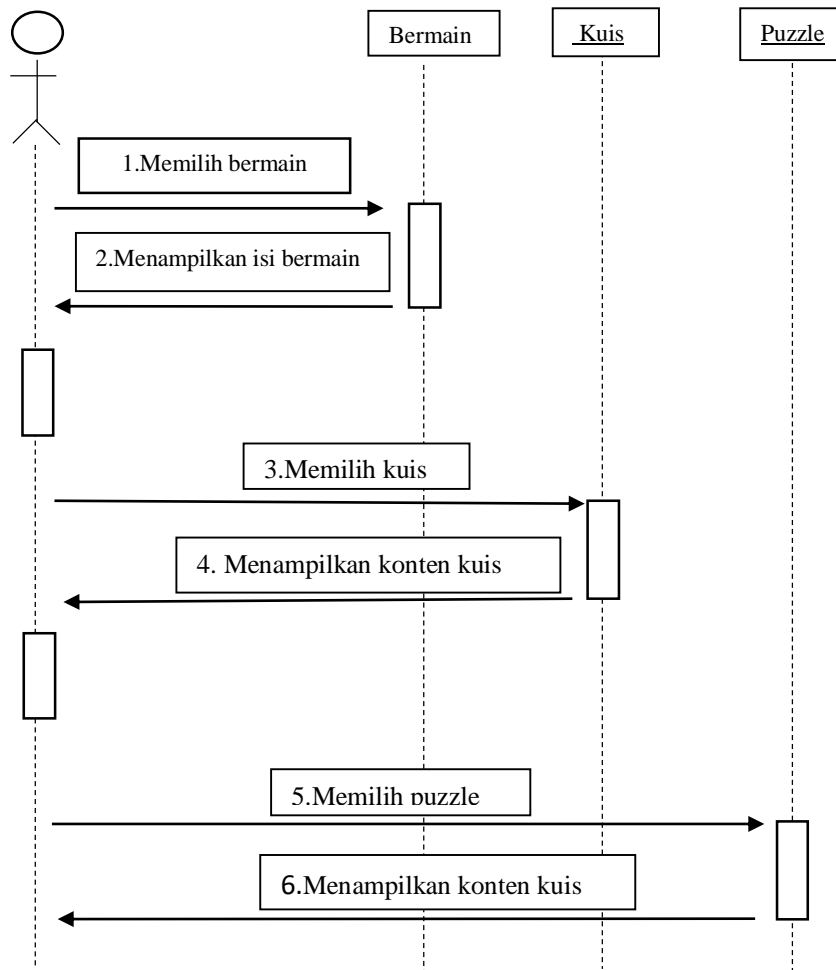 Bermain
Kuis
Puzzle
1.Memilih bermain
2.Menampilkan isi bermain
3.Memilih kuis
4. Menampilkan konten kuis
5.Memilih puzzle
6.Menampilkan konten kuis